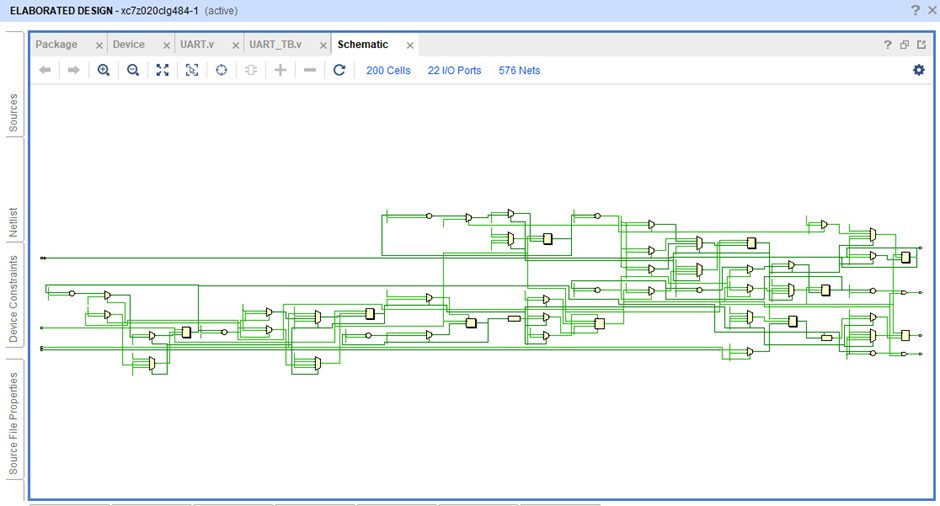 ELABORATED DESIGN - xc7z020clg484-1 (active)
Package
Device
UART.v
UART_TB.v
Schematic
200 Cells
22 I/O Ports
576 Nets
Sources
Netlist
Device Constraints
Source File Properties